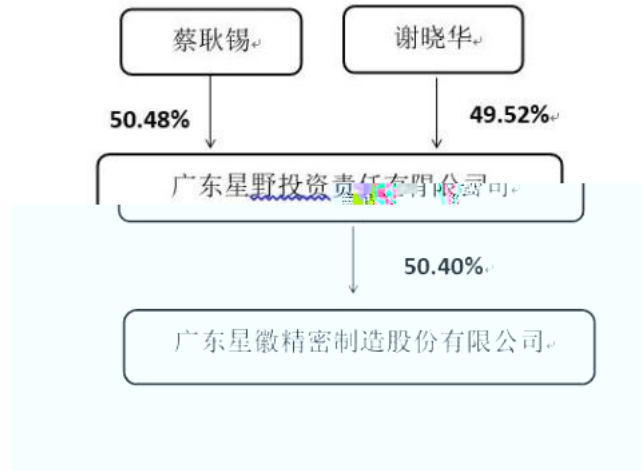 蔡耿锡
谢晓华
50.48%
49.52%
广东星野投资责任有限公司
50.40%
广东星徽精密制造股份有限公司